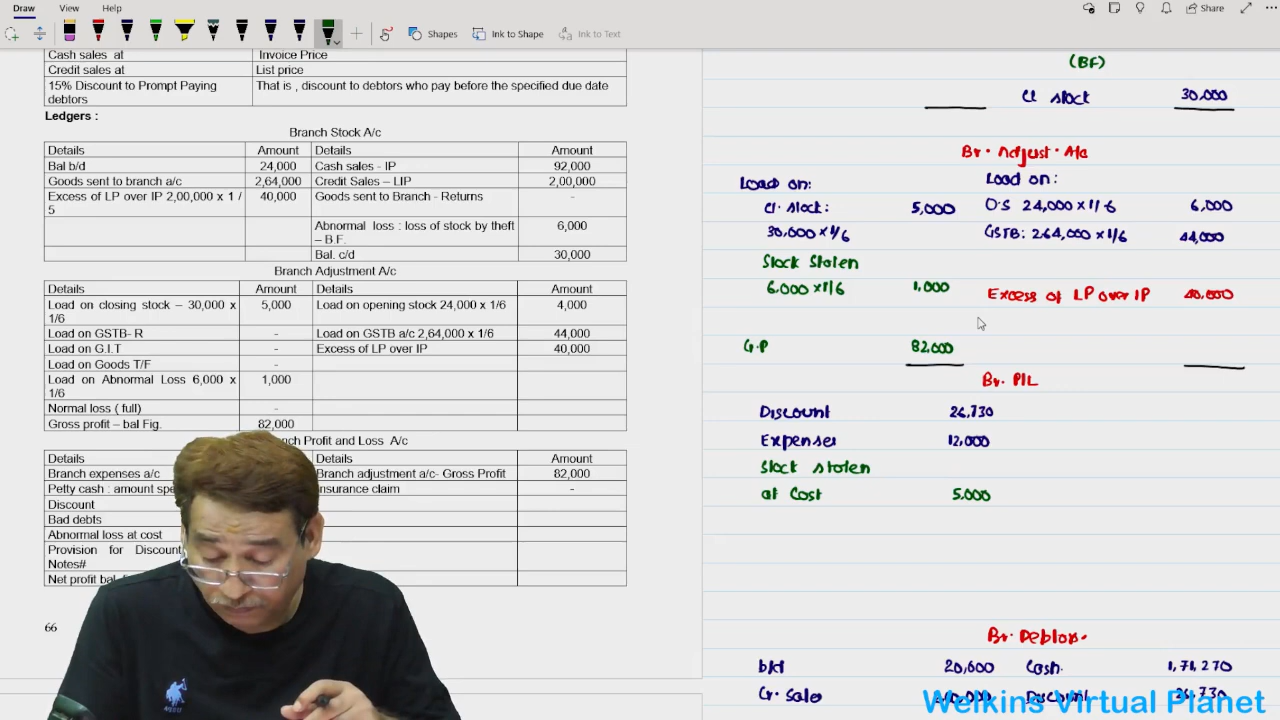 Draw View Help Share
Shapes Ink to Shape Ink to Text
Cash sales at Invoice Price
Credit sales at List price
15% Discount to Prompt Paying debtors That is , discount to debtors who pay before the specified due date
Ledgers :
Branch Stock A/c
Details Amount Details Amount
Bal b/d 24,000 Cash sales - IP 92,000
Goods sent to branch a/c 2,64,000 Credit Sales – LIP 2,00,000
Excess of LP over IP 2,00,000 x 1 / 5 40,000 Goods sent to Branch - Returns -
Abnormal loss : loss of stock by theft – B.F. 6,000
Bal. c/d 30,000
Branch Adjustment A/c
Details Amount Details Amount
Load on closing stock – 30,000 x 1/6 5,000 Load on opening stock 24,000 x 1/6 4,000
Load on GSTB- R - Load on GSTB a/c 2,64,000 x 1/6 44,000
Load on G.I.T - Excess of LP over IP 40,000
Load on Goods T/F -
Load on Abnormal Loss 6,000 x 1/6 1,000
Normal loss ( full) -
Gross profit – bal Fig. 82,000
Profit and Loss A/c
Details Details Amount
Branch expenses a/c Branch adjustment a/c- Gross Profit 82,000
Petty cash : amount insurance claim -
Discount
Bad debts
Abnormal loss at cost
Provision for Discount
Notes#
Net profit
66
(BF)
Cl stock 30,000
Br. Adjust. A/c
Load on: Load on:
Cl. stock: 5,000 O.S 24,000 x 1/6 6,000
30,000 x 1/6 GSTB: 264,000 x 1/6 44,000
Stock Stolen
6,000 x 1/6 1,000 Excess of LP over IP 40,000
G.P 82,000
Br. P/L
Discount 26,730
Expenses 12,000
Stock stolen
at Cost 5,000
Br. Debtors.
bld 20,600 Cash. 1,71,270
Cr. Sales Discount 26,730
Welkins Virtual Planet